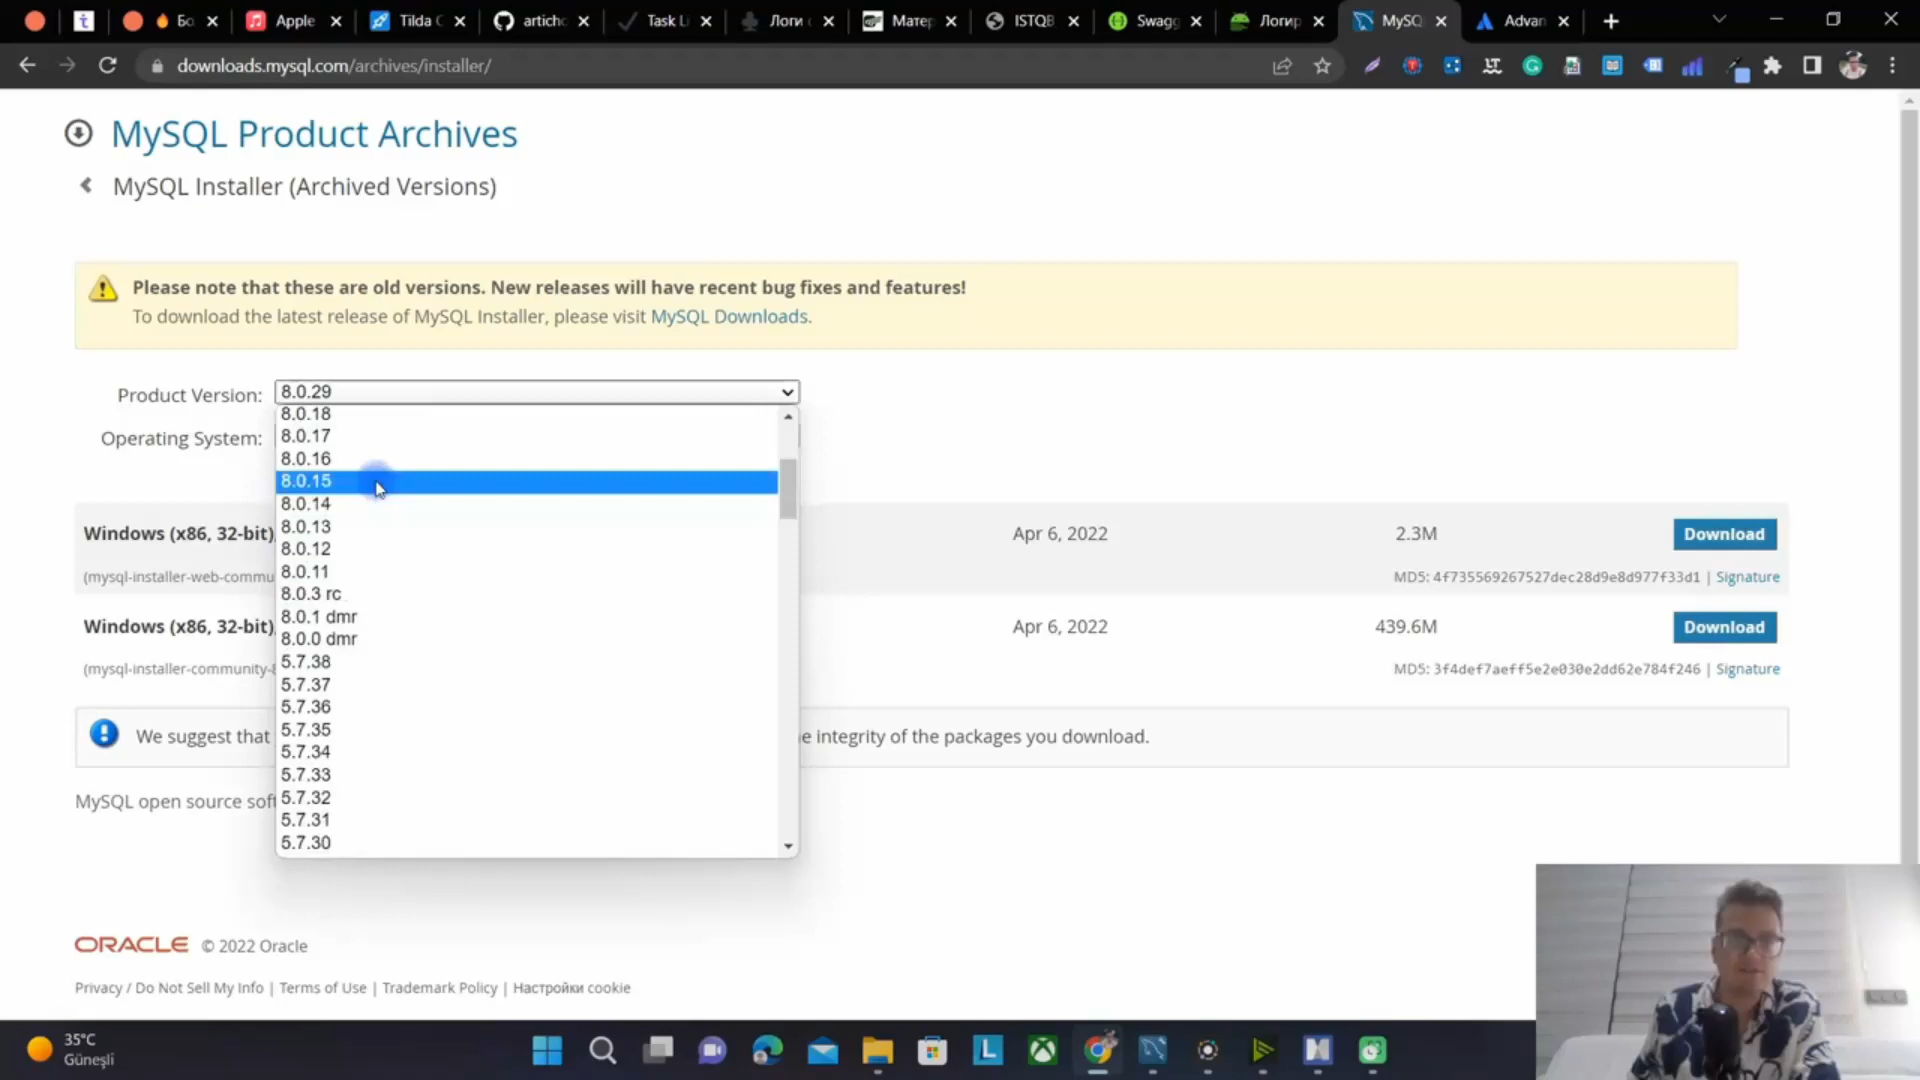 Бо
Apple
Tilda C
artichc
Task Li
Логи с
Матер
ISTQB
Swagg
Логир
MySQ
Advan
downloads.mysql.com/archives/installer/
MySQL Product Archives
MySQL Installer (Archived Versions)
Please note that these are old versions. New releases will have recent bug fixes and features!
To download the latest release of MySQL Installer, please visit MySQL Downloads.
Product Version: 8.0.29
Operating System:
8.0.18
8.0.17
8.0.16
8.0.15
8.0.14
8.0.13
8.0.12
8.0.11
8.0.3 rc
8.0.1 dmr
8.0.0 dmr
5.7.38
5.7.37
5.7.36
5.7.35
5.7.34
5.7.33
5.7.32
5.7.31
5.7.30
Windows (x86, 32-bit), Apr 6, 2022 2.3M Download
(mysql-installer-web-commu MD5: 4f735569267527dec28d9e8d977f33d1 | Signature
Windows (x86, 32-bit), Apr 6, 2022 439.6M Download
(mysql-installer-community-8 MD5: 3f4def7aeff5e2e030e2dd62e784f246 | Signature
We suggest that e integrity of the packages you download.
MySQL open source soft
ORACLE © 2022 Oracle
Privacy / Do Not Sell My Info | Terms of Use | Trademark Policy | Настройки cookie
35°C
Güneşli